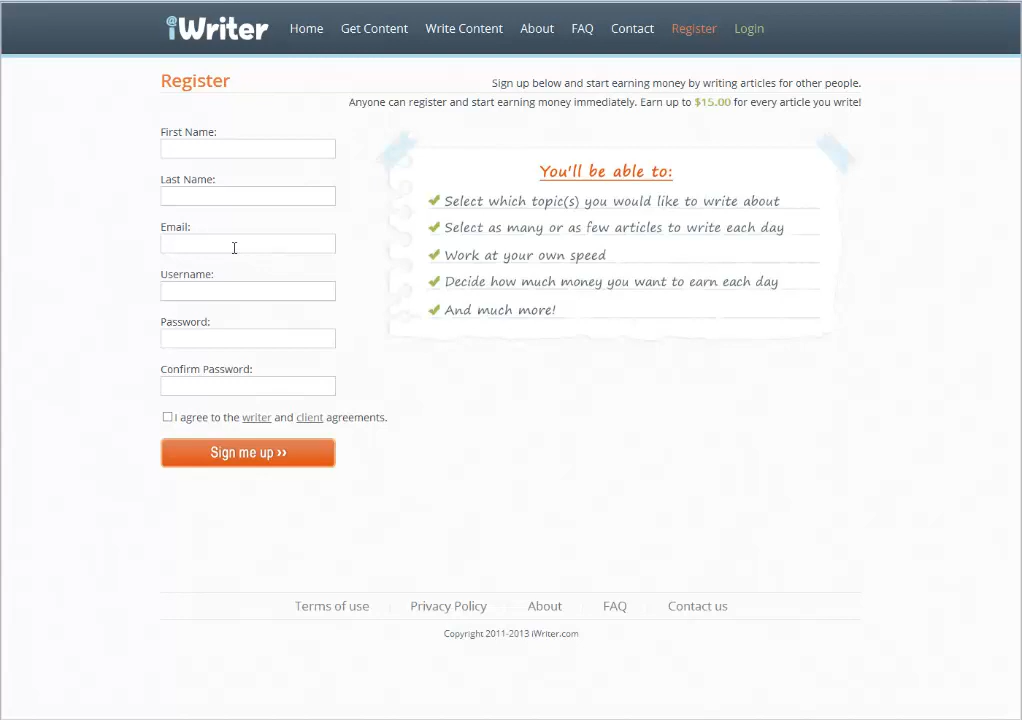 iWriter
Home Get Content Write Content About FAQ Contact Register Login
Register
Sign up below and start earning money by writing articles for other people.
Anyone can register and start earning money immediately. Earn up to $15.00 for every article you write!
First Name:
Last Name:
Email:
Username:
Password:
Confirm Password:
I agree to the writer and client agreements.
Sign me up ››
You'll be able to:
Select which topic(s) you would like to write about
Select as many or as few articles to write each day
Work at your own speed
Decide how much money you want to earn each day
And much more!
Terms of use Privacy Policy About FAQ Contact us
Copyright 2011-2013 iWriter.com